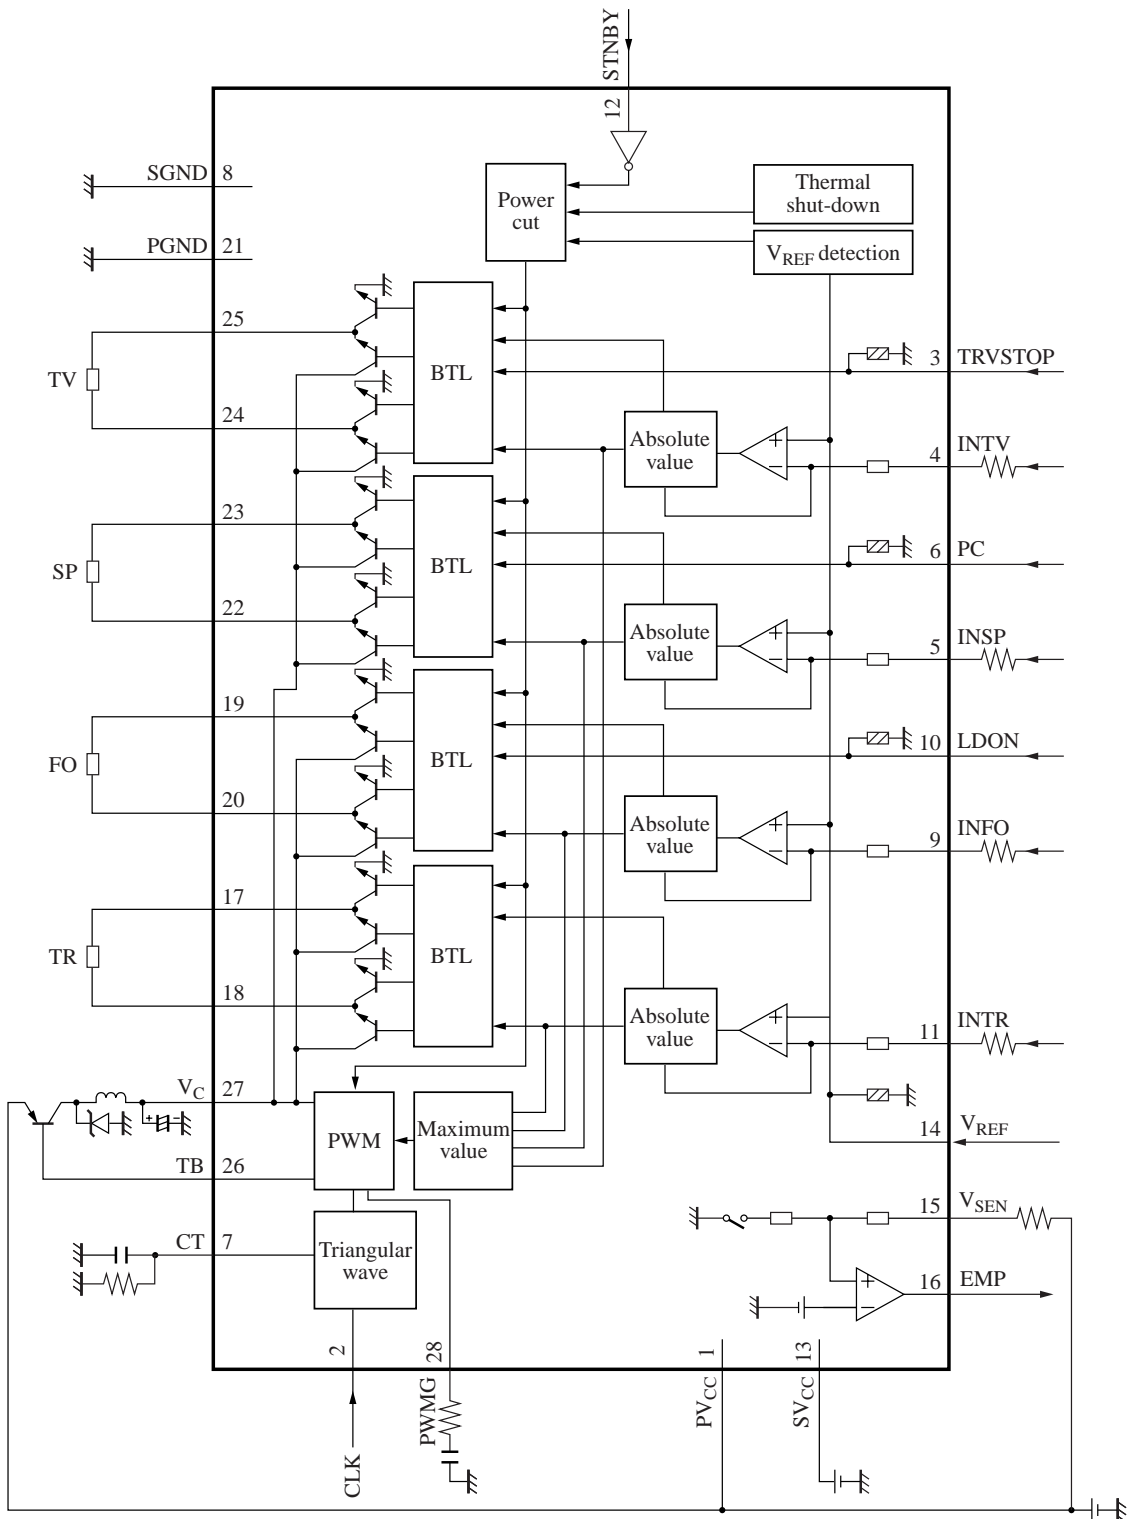 STNBY
12
SGND 8
Power
cut
Thermal
shut-down
PGND 21
VREF detection
25
BTL
3 TRVSTOP
TV
24
Absolute
value
+
−
4 INTV
23
BTL
6 PC
SP
22
Absolute
value
+
−
5 INSP
19
BTL
10 LDON
FO
20
Absolute
value
+
−
9 INFO
17
BTL
TR
18
Absolute
value
+
−
11 INTR
VC 27
+ −
PWM
Maximum
value
14 VREF
TB 26
15 VSEN
CT 7
Triangular
wave
+
−
16 EMP
2
28
1
13
CLK
PWMG
PVCC
SVCC